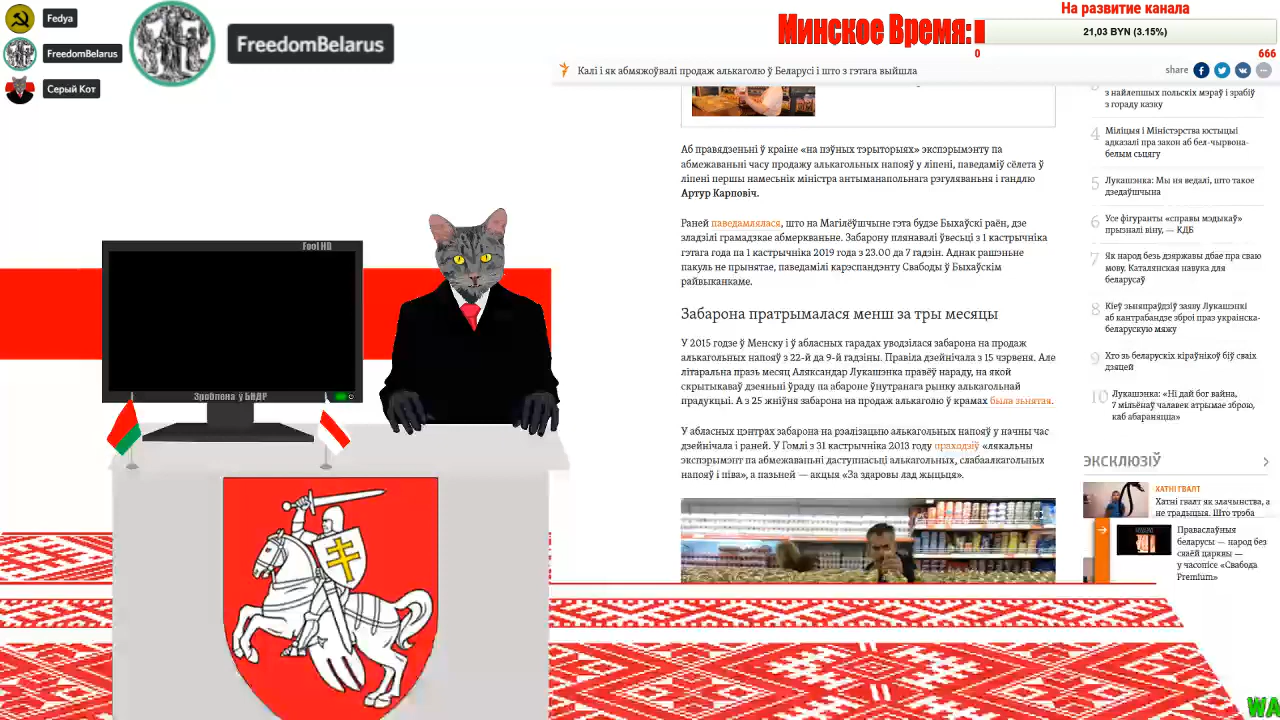 Fedya
FreedomBelarus
Серый Кот
FreedomBelarus
Минское Время:
На развитие канала
21,03 BYN (3.15%)
0
666
Калі і як абмяжоўвалі продаж алькаголю ў Беларусі і што з гэтага выйшла
share
Аб правядзеньні ў краіне «на пэўных тэрыторыях» экспэрымэнту па
абмежаваньні часу продажу алькагольных напояў у ліпені, паведаміў сёлета ў
ліпені першы намесьнік міністра антыманапольнага рэгуляваньня і гандлю
Артур Карповіч.
Раней паведамлялася, што на Магілёўшчыне гэта будзе Быхаўскі раён, дзе
зладзілі грамадзкае абмеркваньне. Забарону плянавалі ўвесьці з 1 кастрычніка
гэтага года па 1 кастрычніка 2019 года з 23.00 да 7 гадзін. Аднак рашэньне
пакуль не прынятае, паведамілі карэспандэнту Свабоды ў Быхаўскім
райвыканкаме.
Забарона пратрымалася менш за тры месяцы
У 2015 годзе ў Менску і ў абласных гарадах уводзілася забарона на продаж
алькагольных напояў з 22-й да 9-й гадзіны. Правіла дзейнічала з 15 чэрвеня. Але
літаральна праз месяц Аляксандар Лукашэнка правёў нараду, на якой
скрытыкаваў дзеяньні ўраду па абароне ўнутранага рынку алькагольнай
прадукцыі. А з 25 жніўня забарона на продаж алькаголю ў крамах была зьнятая.
У абласных цэнтрах забарона на рэалізацыю алькагольных напояў у начны час
дзейнічала і раней. У Гомлі з 31 кастрычніка 2013 году праходзіў «лякальны
экспэрымэнт па абмежаваньні даступнасьці алькагольных, слабаалкагольных
напояў і піва», а пазьней — акцыя «За здаровы лад жыцьця».
з найлепшых польскіх мэраў і зрабіў
з гораду казку
4 Міліцыя і Міністэрства юстыцыі
адказалі пра закон аб бел-чырвона-
белым сьцягу
5 Лукашэнка: Мы ня ведалі, што такое
дзедаўшчына
6 Усе фігуранты «справы мэдыкаў»
прызналі віну, — КДБ
7 Як народ безь дзяржавы дбае пра сваю
мову. Каталянская навука для
беларусаў
8 Кіеў зьняпраўдзіў заяву Лукашэнкі
аб кантрабандзе зброі праз украінска-
беларускую мяжу
9 Хто зь беларускіх кіраўнікоў біў сваіх
дзяцей
10 Лукашэнка: «Ні дай бог вайна,
7 мільёнаў чалавек атрымае зброю,
каб абараняцца»
ЭКСКЛЮЗІЎ
ХАТНІ ГВАЛТ
Хатні гвалт як злачынства, а
не традыцыя. Што трэба
Праваслаўныя
беларусы — народ без
сваёй царквы —
у часопісе «Свабода
Premium»
Fool HD
Зроблена ў БНДР
WA